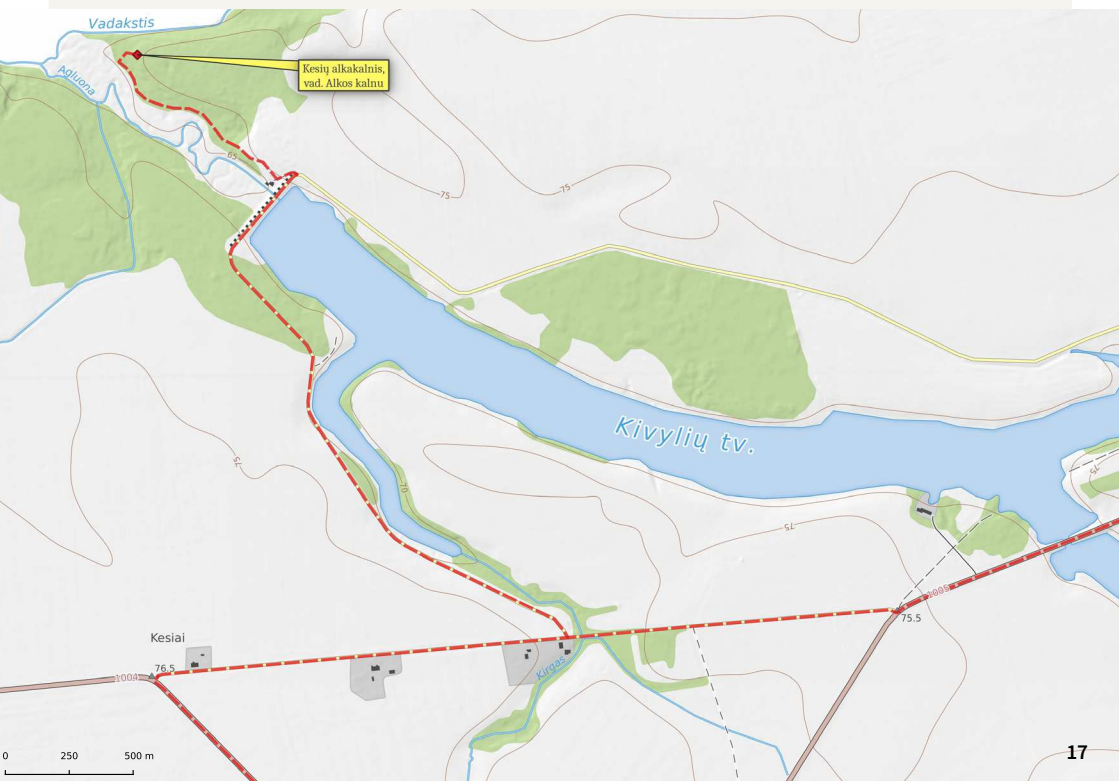 Vadakstis
Agluona
Kesių alkakalnis,
vad. Alkos kalnu
65
75
75
Kivylių tv.
75
70
75
75
1005
75.5
Kesiai
76.5
1004
Kirgas
0 250 500 m
17